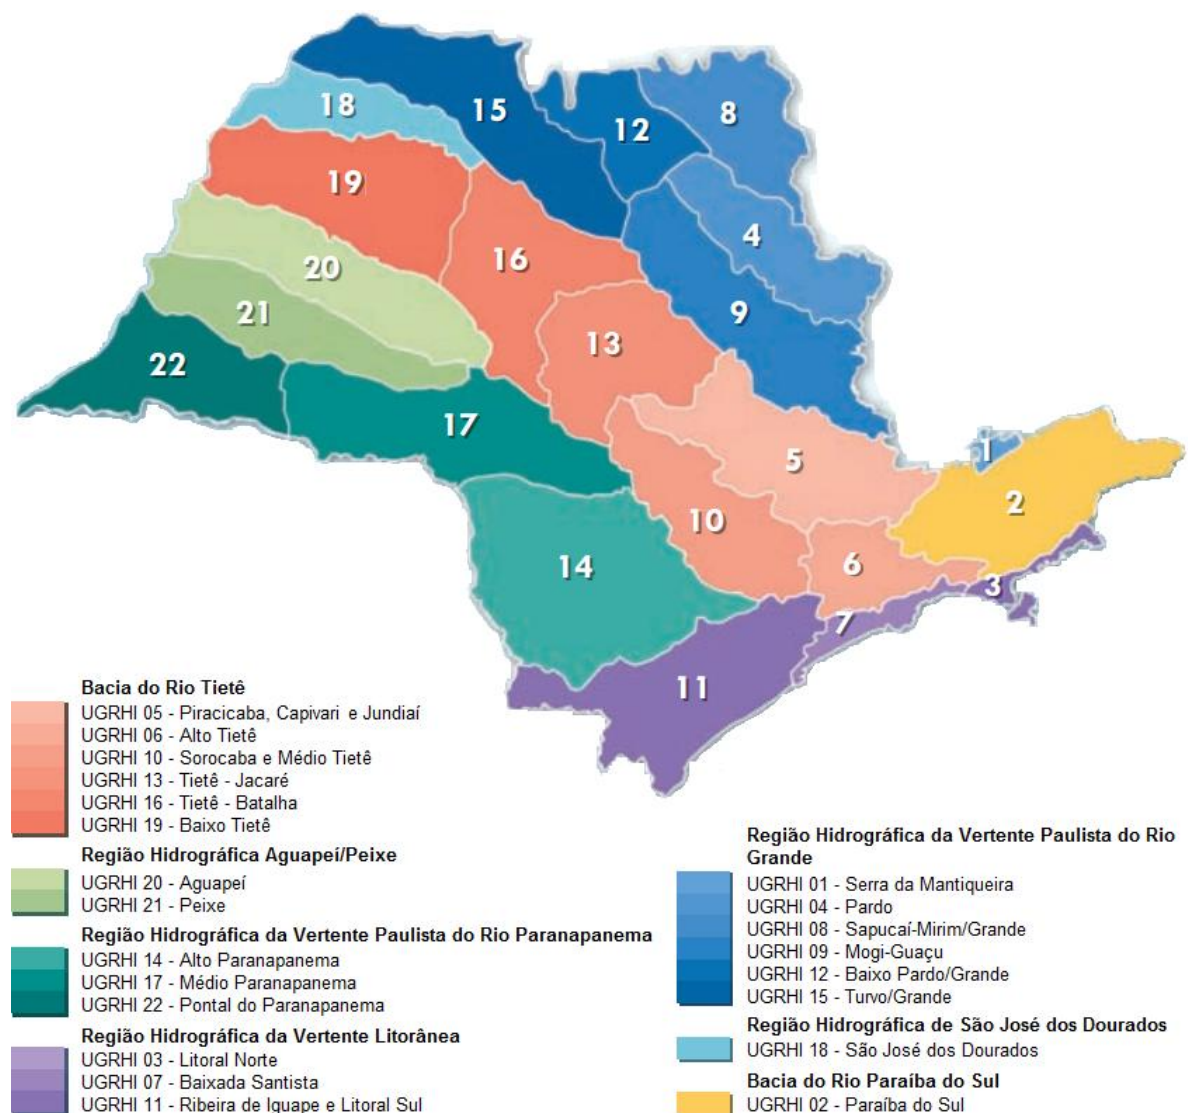 15
18
12
8
19
4
16
20
9
21
13
22
17
1
5
2
10
14
6
3
7
11
Bacia do Rio Tietê
UGRHI 05 - Piracicaba, Capivari e Jundiaí
UGRHI 06 - Alto Tietê
UGRHI 10 - Sorocaba e Médio Tietê
UGRHI 13 - Tietê - Jacaré
UGRHI 16 - Tietê - Batalha
UGRHI 19 - Baixo Tietê
Região Hidrográfica Aguapeí/Peixe
UGRHI 20 - Aguapeí
UGRHI 21 - Peixe
Região Hidrográfica da Vertente Paulista do Rio Paranapanema
UGRHI 14 - Alto Paranapanema
UGRHI 17 - Médio Paranapanema
UGRHI 22 - Pontal do Paranapanema
Região Hidrográfica da Vertente Litorânea
UGRHI 03 - Litoral Norte
UGRHI 07 - Baixada Santista
UGRHI 11 - Ribeira de Iguape e Litoral Sul
Região Hidrográfica da Vertente Paulista do Rio
Grande
UGRHI 01 - Serra da Mantiqueira
UGRHI 04 - Pardo
UGRHI 08 - Sapucaí-Mirim/Grande
UGRHI 09 - Mogi-Guaçu
UGRHI 12 - Baixo Pardo/Grande
UGRHI 15 - Turvo/Grande
Região Hidrográfica de São José dos Dourados
UGRHI 18 - São José dos Dourados
Bacia do Rio Paraíba do Sul
UGRHI 02 - Paraíba do Sul